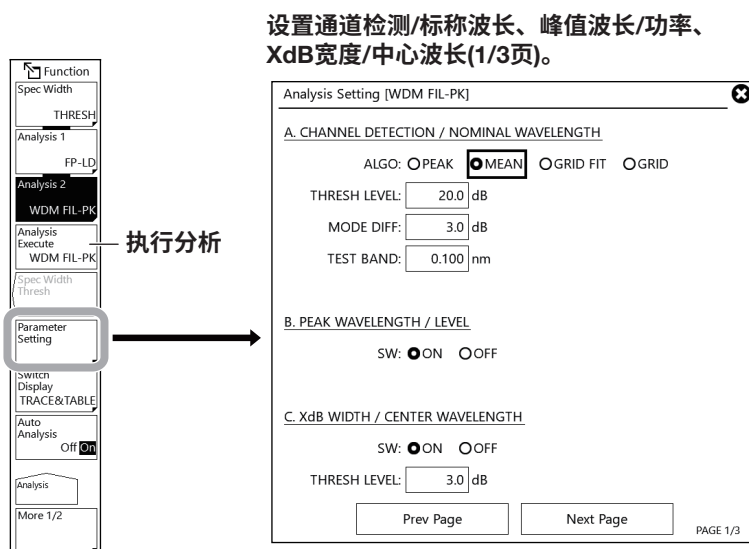 设置通道检测/标称波长、峰值波长/功率、
XdB宽度/中心波长(1/3页)。
Function
Spec Width
THRESH
Analysis 1
FP-LD
Analysis 2
WDM FIL-PK
Analysis
Execute
WDM FIL-PK
执行分析
Spec Width
Thresh
Parameter
Setting
Switch
Display
TRACE&TABLE
Auto
Analysis
Off On
Analysis
More 1/2
Analysis Setting [WDM FIL-PK]
A. CHANNEL DETECTION / NOMINAL WAVELENGTH
ALGO: PEAK MEAN GRID FIT GRID
THRESH LEVEL: 20.0 dB
MODE DIFF: 3.0 dB
TEST BAND: 0.100 nm
B. PEAK WAVELENGTH / LEVEL
SW: ON OFF
C. XdB WIDTH / CENTER WAVELENGTH
SW: ON OFF
THRESH LEVEL: 3.0 dB
Prev Page Next Page PAGE 1/3